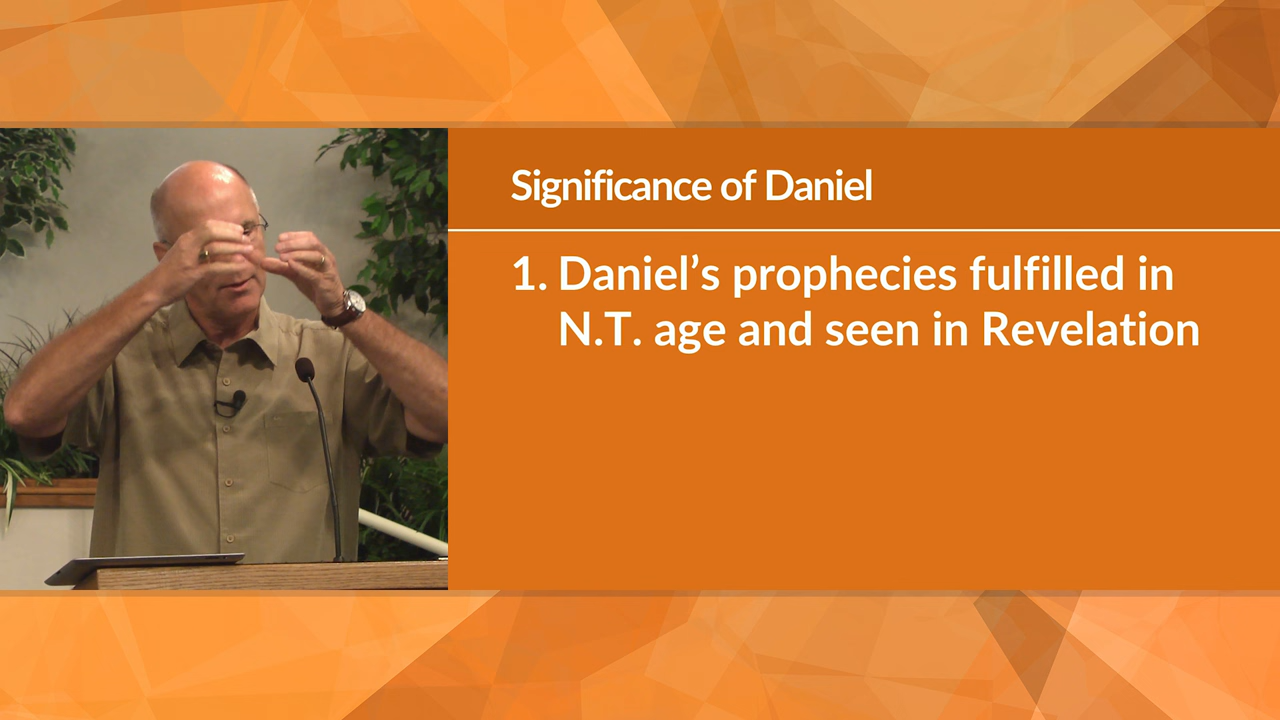 Significance of Daniel
1. Daniel’s prophecies fulfilled in
N.T. age and seen in Revelation